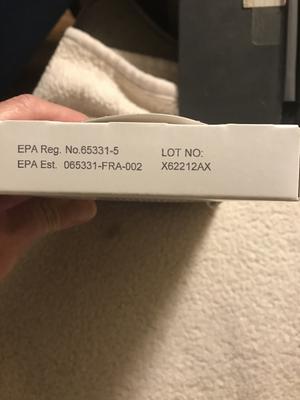 EPA Reg. No.65331-5 LOT NO:
EPA Est. 065331-FRA-002 X62212AX